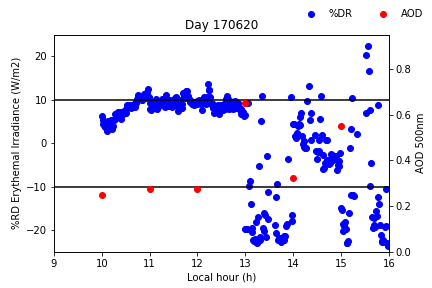 %DR AOD
Day 170620
%RD Erythemal Irradiance (W/m2)
20
10
0
−10
−20
0.8
0.6
0.4
0.2
0.0
AOD 500nm
9 10 11 12 13 14 15 16
Local hour (h)